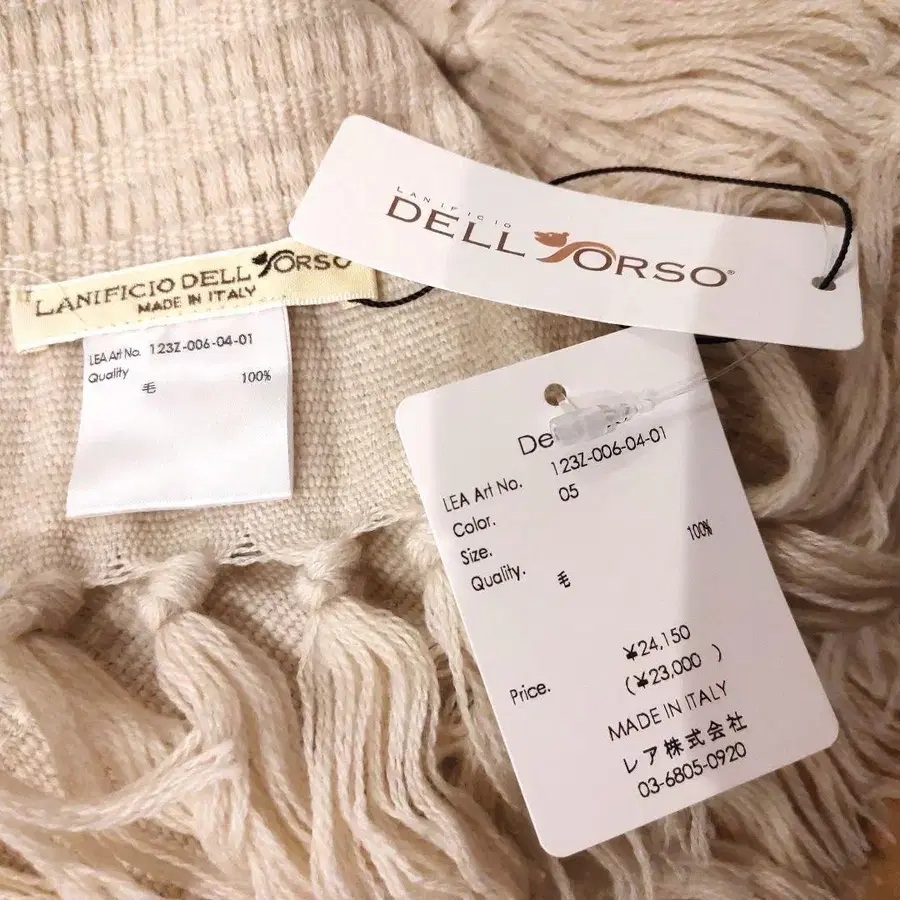 LANIFICIO
DELL ORSO®
LANIFICIO DELL ORSO
MADE IN ITALY
LEA Art No. 123Z-006-04-01
Quality
毛 100%
LEA Art No. 123Z-006-04-01
Color. 05
Size.
Quality. 毛 100%
¥24,150
Price. (¥23,000 )
MADE IN ITALY
レア株式会社
03-6805-0920